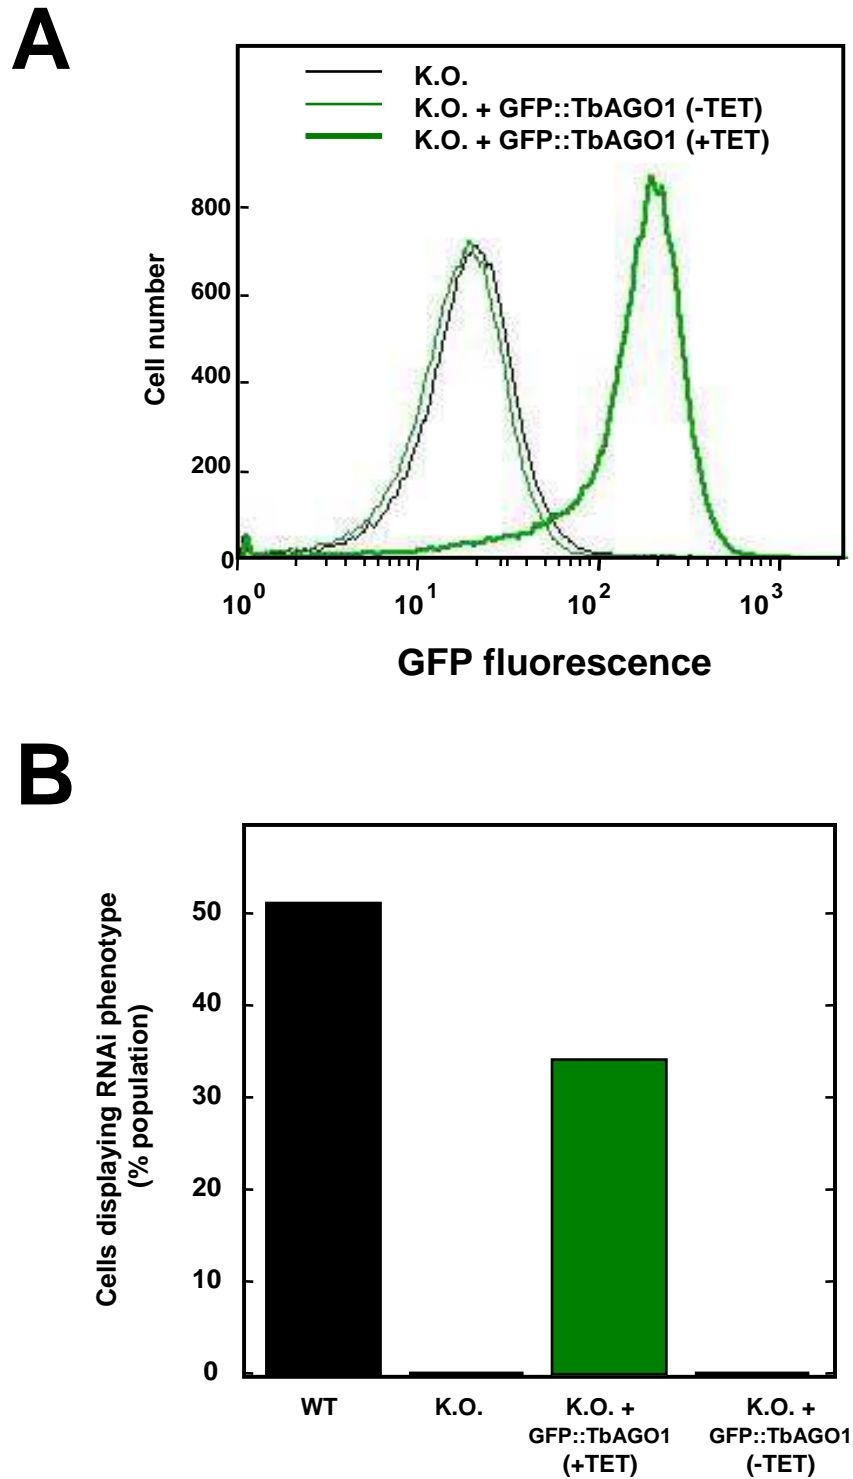 A
K.O.
K.O. + GFP::TbAGO1 (-TET)
K.O. + GFP::TbAGO1 (+TET)
800
600
400
200
0
Cell number
10^0 10^1 10^2 10^3
GFP fluorescence
B
Cells displaying RNAi phenotype
(% population)
50
40
30
20
10
0
WT K.O. K.O. + K.O. +
GFP::TbAGO1 GFP::TbAGO1
(+TET) (-TET)